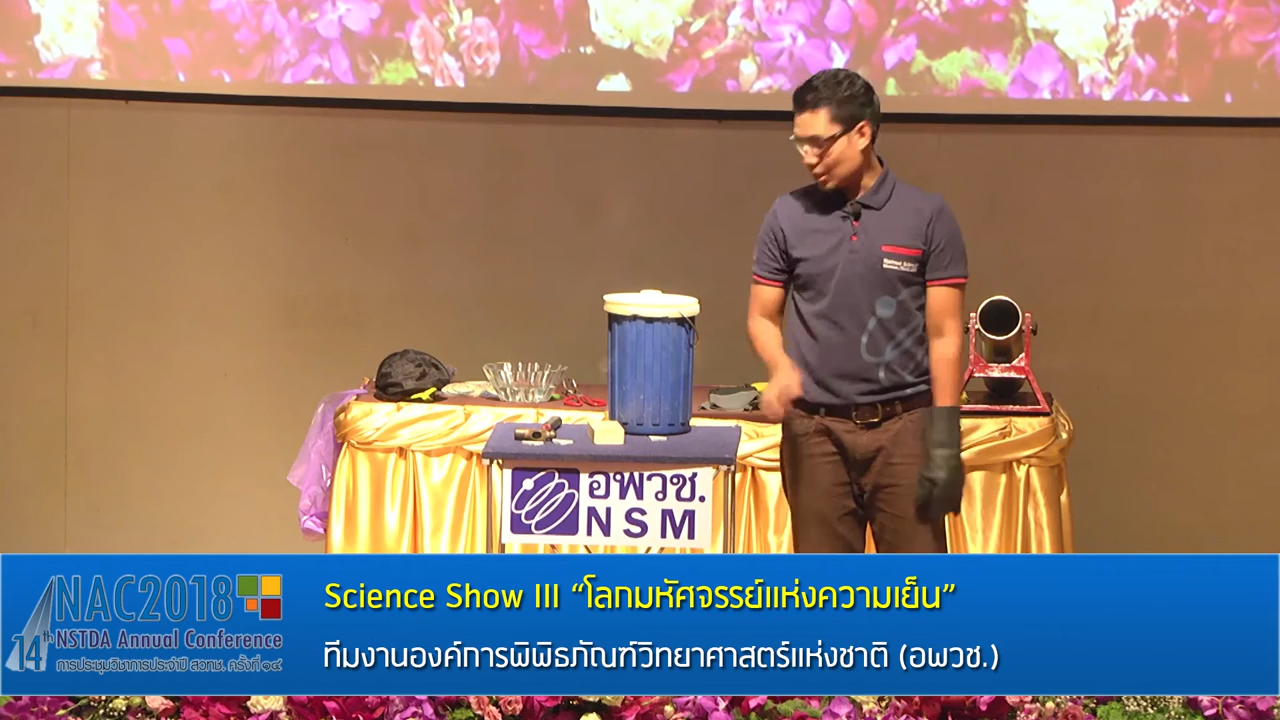 อพวช.
NSM
NAC2018
14th NSTDA Annual Conference
การประชุมวิชาการประจำปี สวทช. ครั้งที่ ๑๔
Science Show III “โลกมหัศจรรย์แห่งความเย็น”
ทีมงานองค์การพิพิธภัณฑ์วิทยาศาสตร์แห่งชาติ (อพวช.)